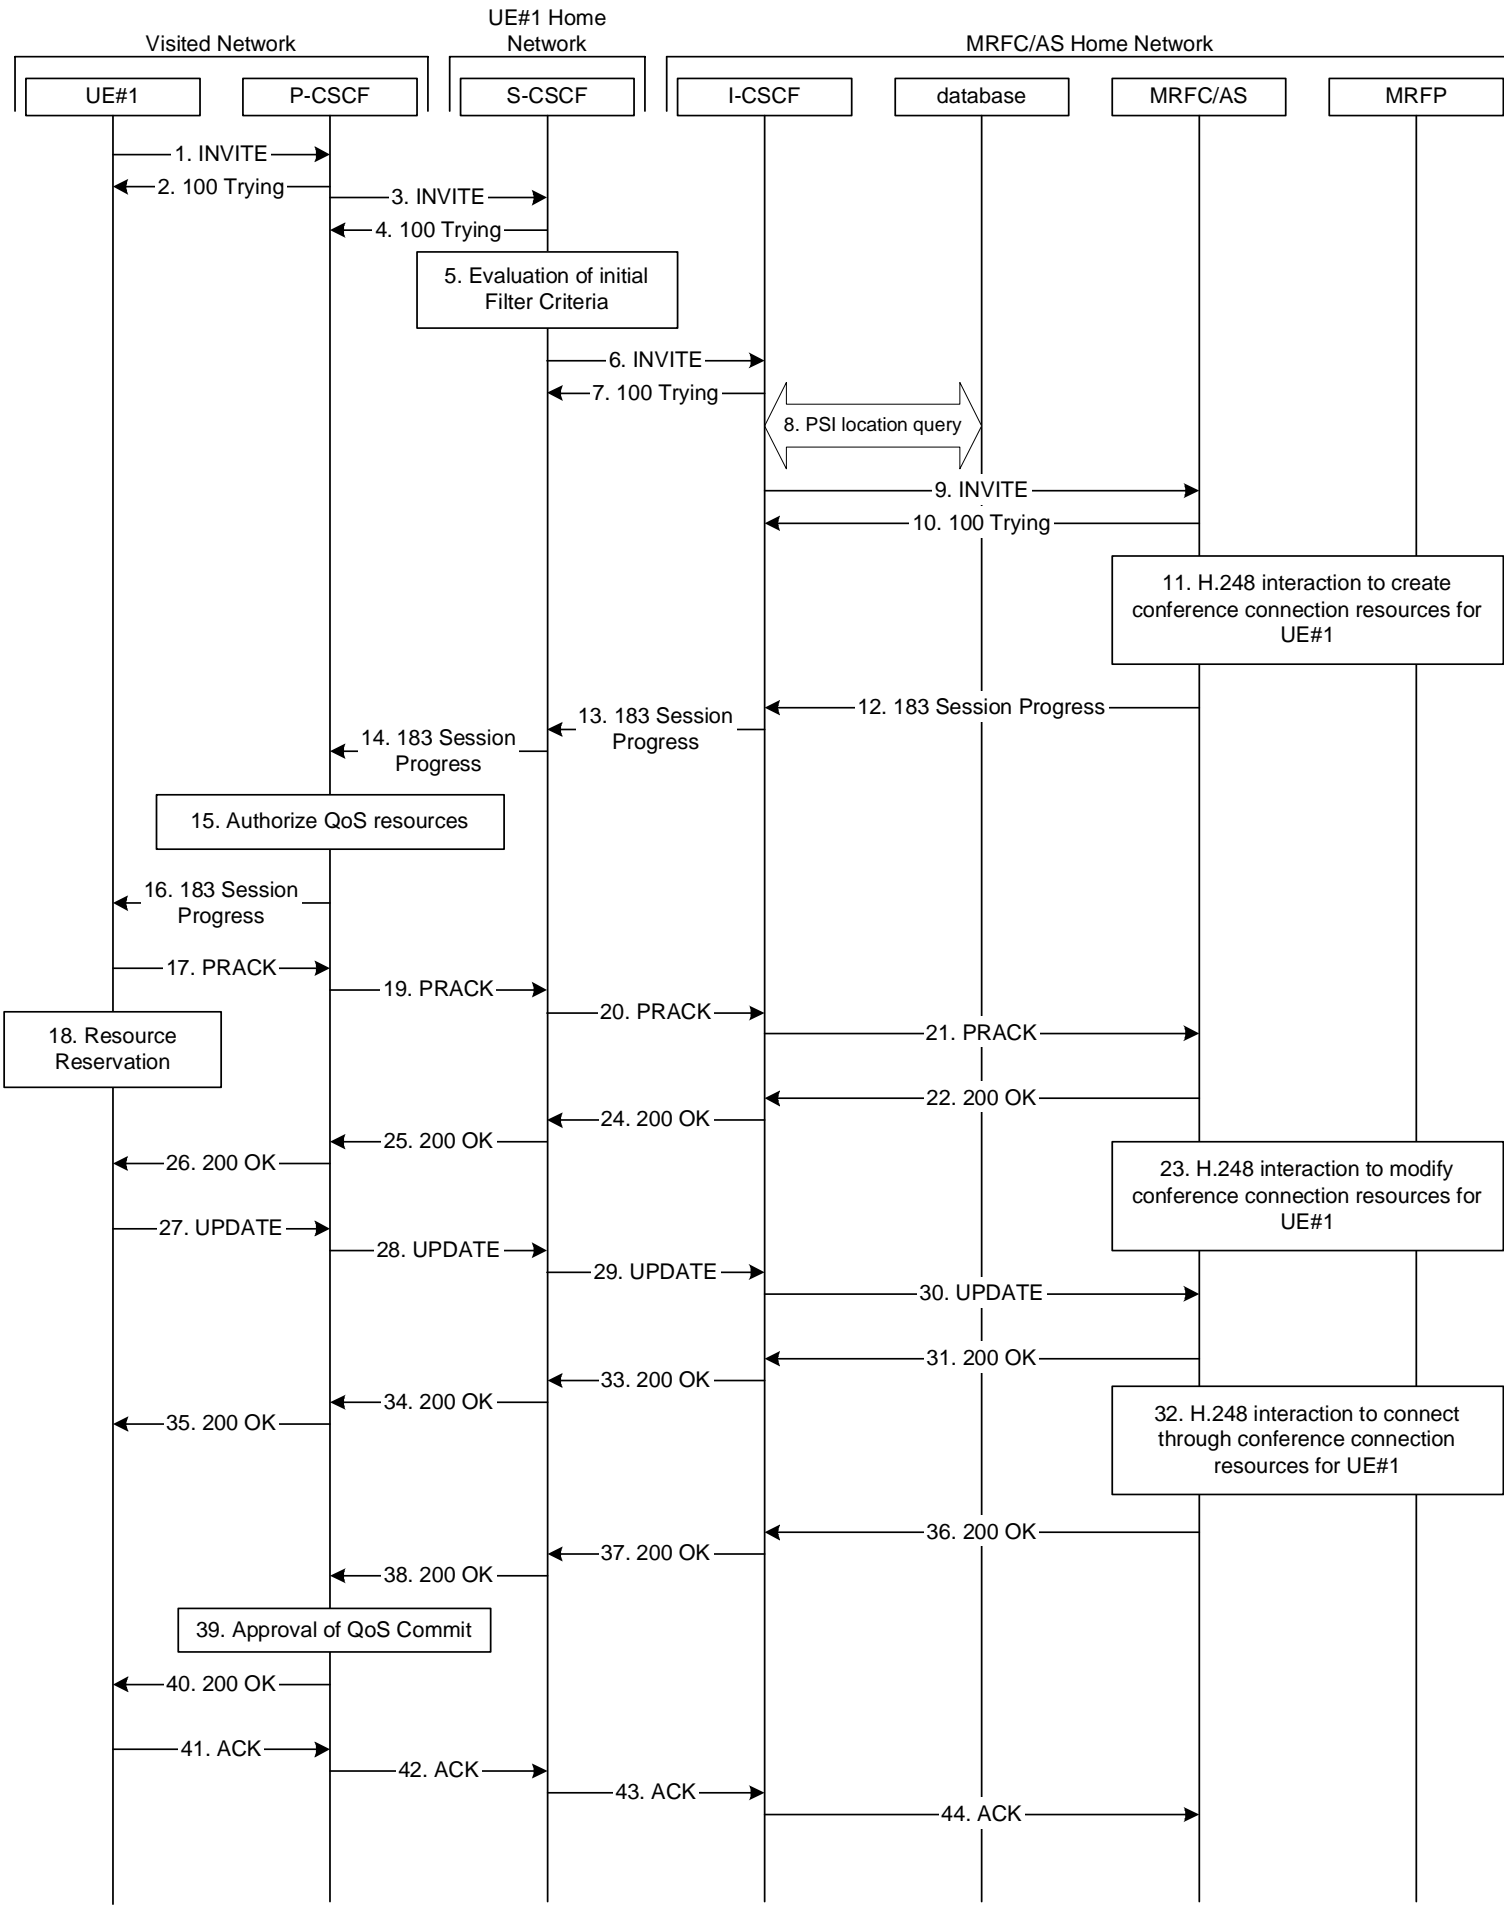 UE#1 Home
Network
Visited Network
MRFC/AS Home Network
UE#1
P-CSCF
S-CSCF
I-CSCF
database
MRFC/AS
MRFP
1. INVITE
2. 100 Trying
3. INVITE
4. 100 Trying
5. Evaluation of initial
Filter Criteria
6. INVITE
7. 100 Trying
8. PSI location query
9. INVITE
10. 100 Trying
11. H.248 interaction to create
conference connection resources for
UE#1
12. 183 Session Progress
13. 183 Session
Progress
14. 183 Session
Progress
15. Authorize QoS resources
16. 183 Session
Progress
17. PRACK
19. PRACK
20. PRACK
18. Resource
Reservation
21. PRACK
22. 200 OK
24. 200 OK
25. 200 OK
26. 200 OK
23. H.248 interaction to modify
conference connection resources for
UE#1
27. UPDATE
28. UPDATE
29. UPDATE
30. UPDATE
31. 200 OK
33. 200 OK
34. 200 OK
35. 200 OK
32. H.248 interaction to connect
through conference connection
resources for UE#1
36. 200 OK
37. 200 OK
38. 200 OK
39. Approval of QoS Commit
40. 200 OK
41. ACK
42. ACK
43. ACK
44. ACK